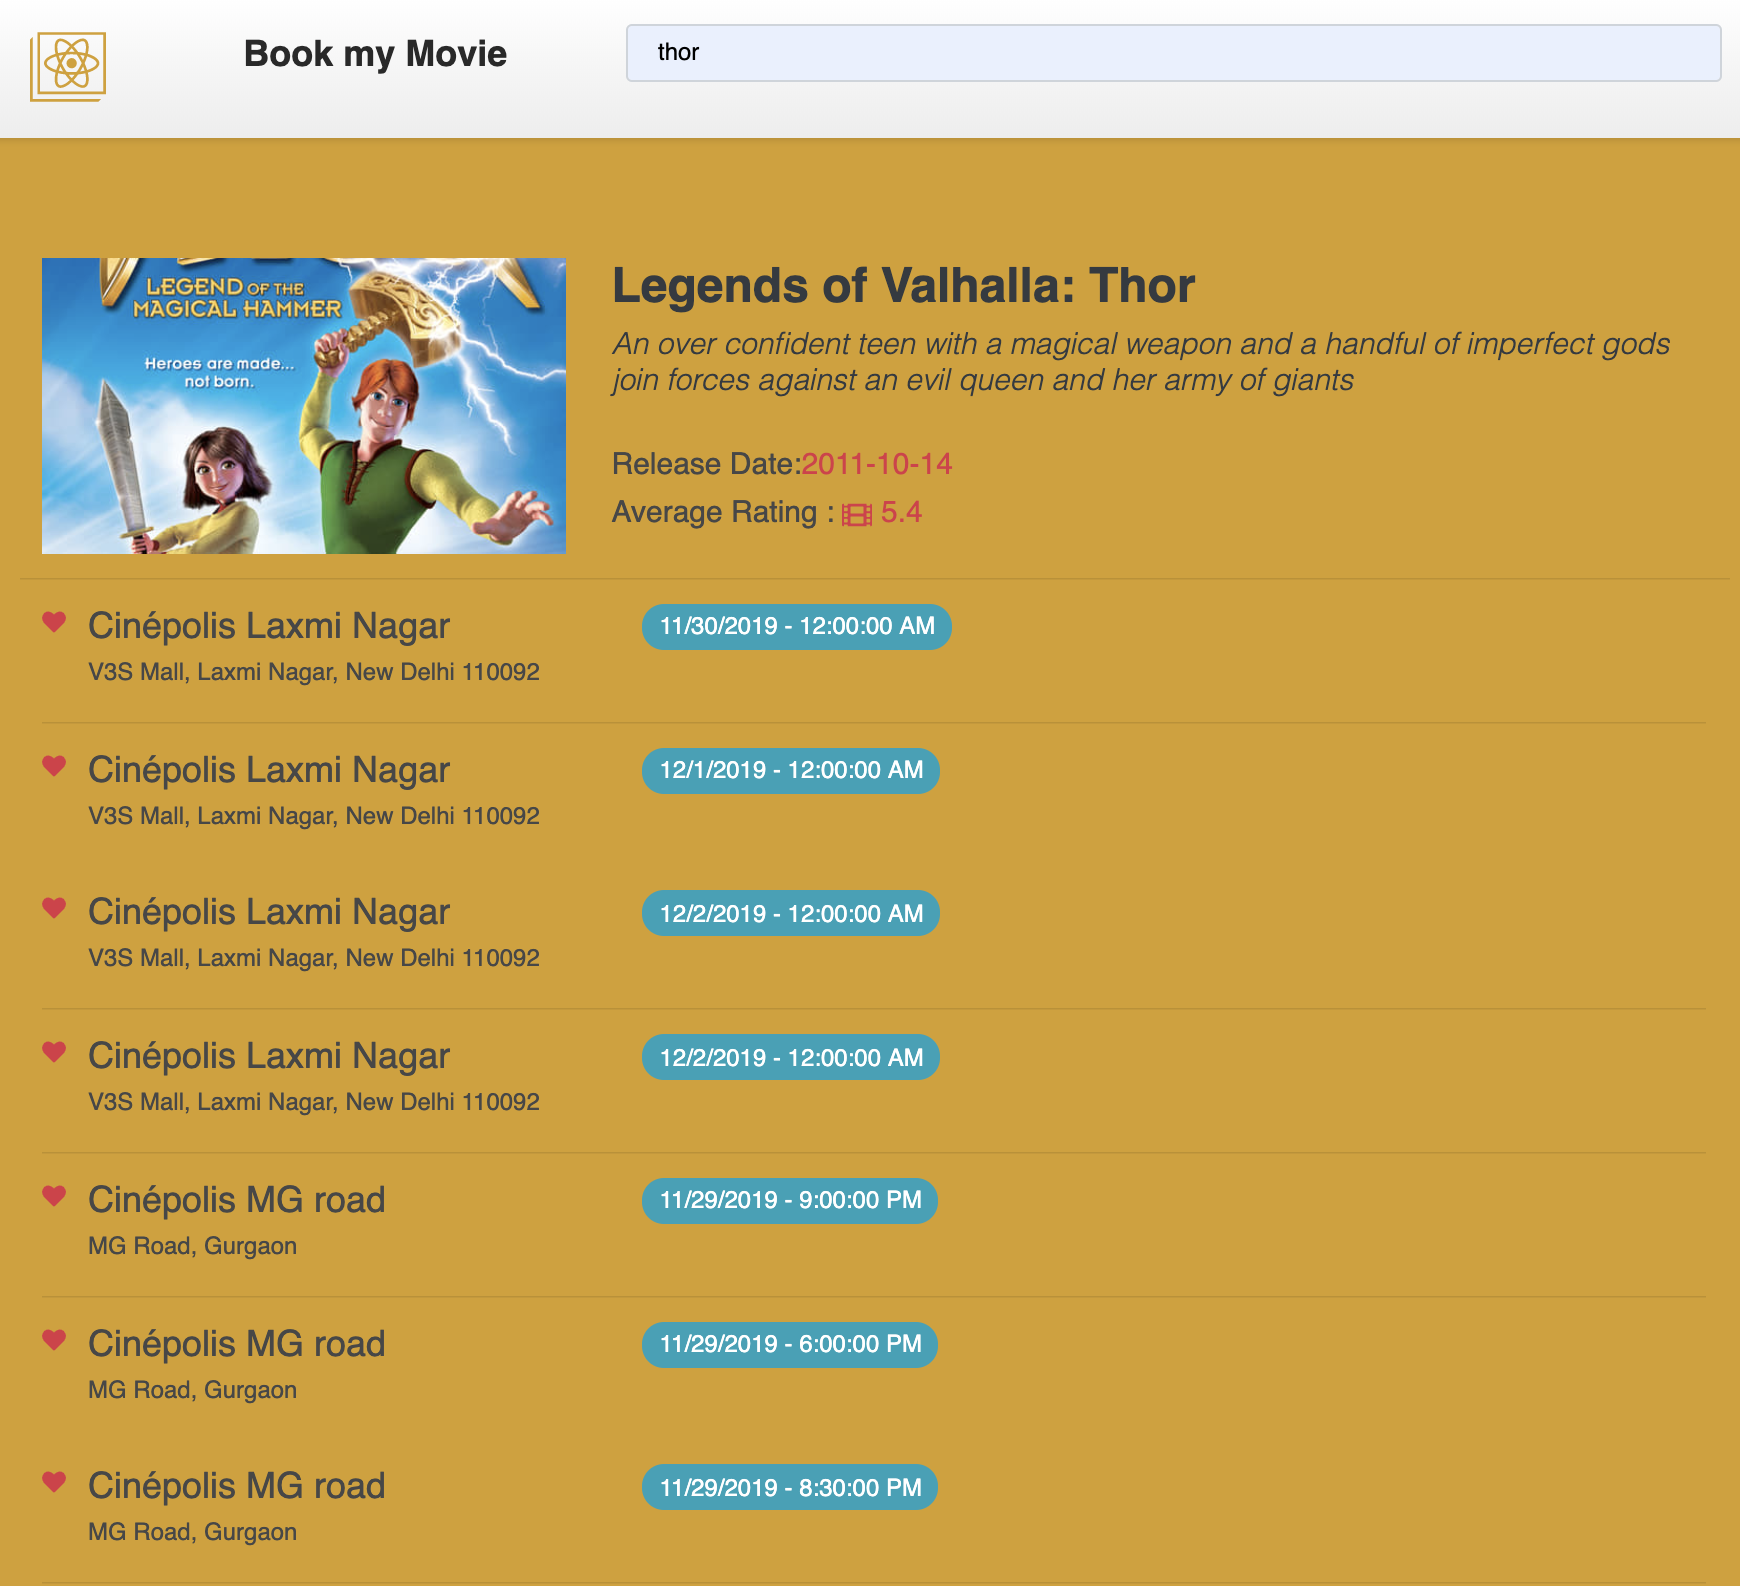 Book my Movie
thor
LEGEND OF THE
MAGICAL HAMMER
Heroes are made...
not born.
Legends of Valhalla: Thor
An over confident teen with a magical weapon and a handful of imperfect gods
join forces against an evil queen and her army of giants
Release Date:2011-10-14
Average Rating : 5.4
Cinépolis Laxmi Nagar
11/30/2019 - 12:00:00 AM
V3S Mall, Laxmi Nagar, New Delhi 110092
Cinépolis Laxmi Nagar
12/1/2019 - 12:00:00 AM
V3S Mall, Laxmi Nagar, New Delhi 110092
Cinépolis Laxmi Nagar
12/2/2019 - 12:00:00 AM
V3S Mall, Laxmi Nagar, New Delhi 110092
Cinépolis Laxmi Nagar
12/2/2019 - 12:00:00 AM
V3S Mall, Laxmi Nagar, New Delhi 110092
Cinépolis MG road
11/29/2019 - 9:00:00 PM
MG Road, Gurgaon
Cinépolis MG road
11/29/2019 - 6:00:00 PM
MG Road, Gurgaon
Cinépolis MG road
11/29/2019 - 8:30:00 PM
MG Road, Gurgaon